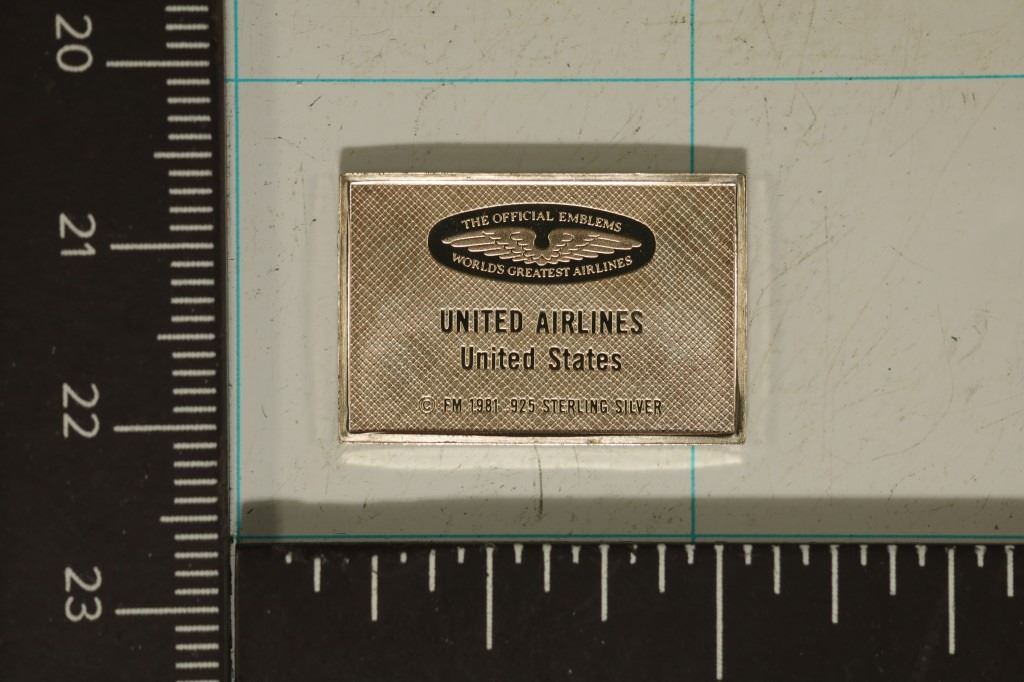 20
21
22
23
THE OFFICIAL EMBLEMS
WORLD'S GREATEST AIRLINES
UNITED AIRLINES
United States
© FM 1981 .925 STERLING SILVER